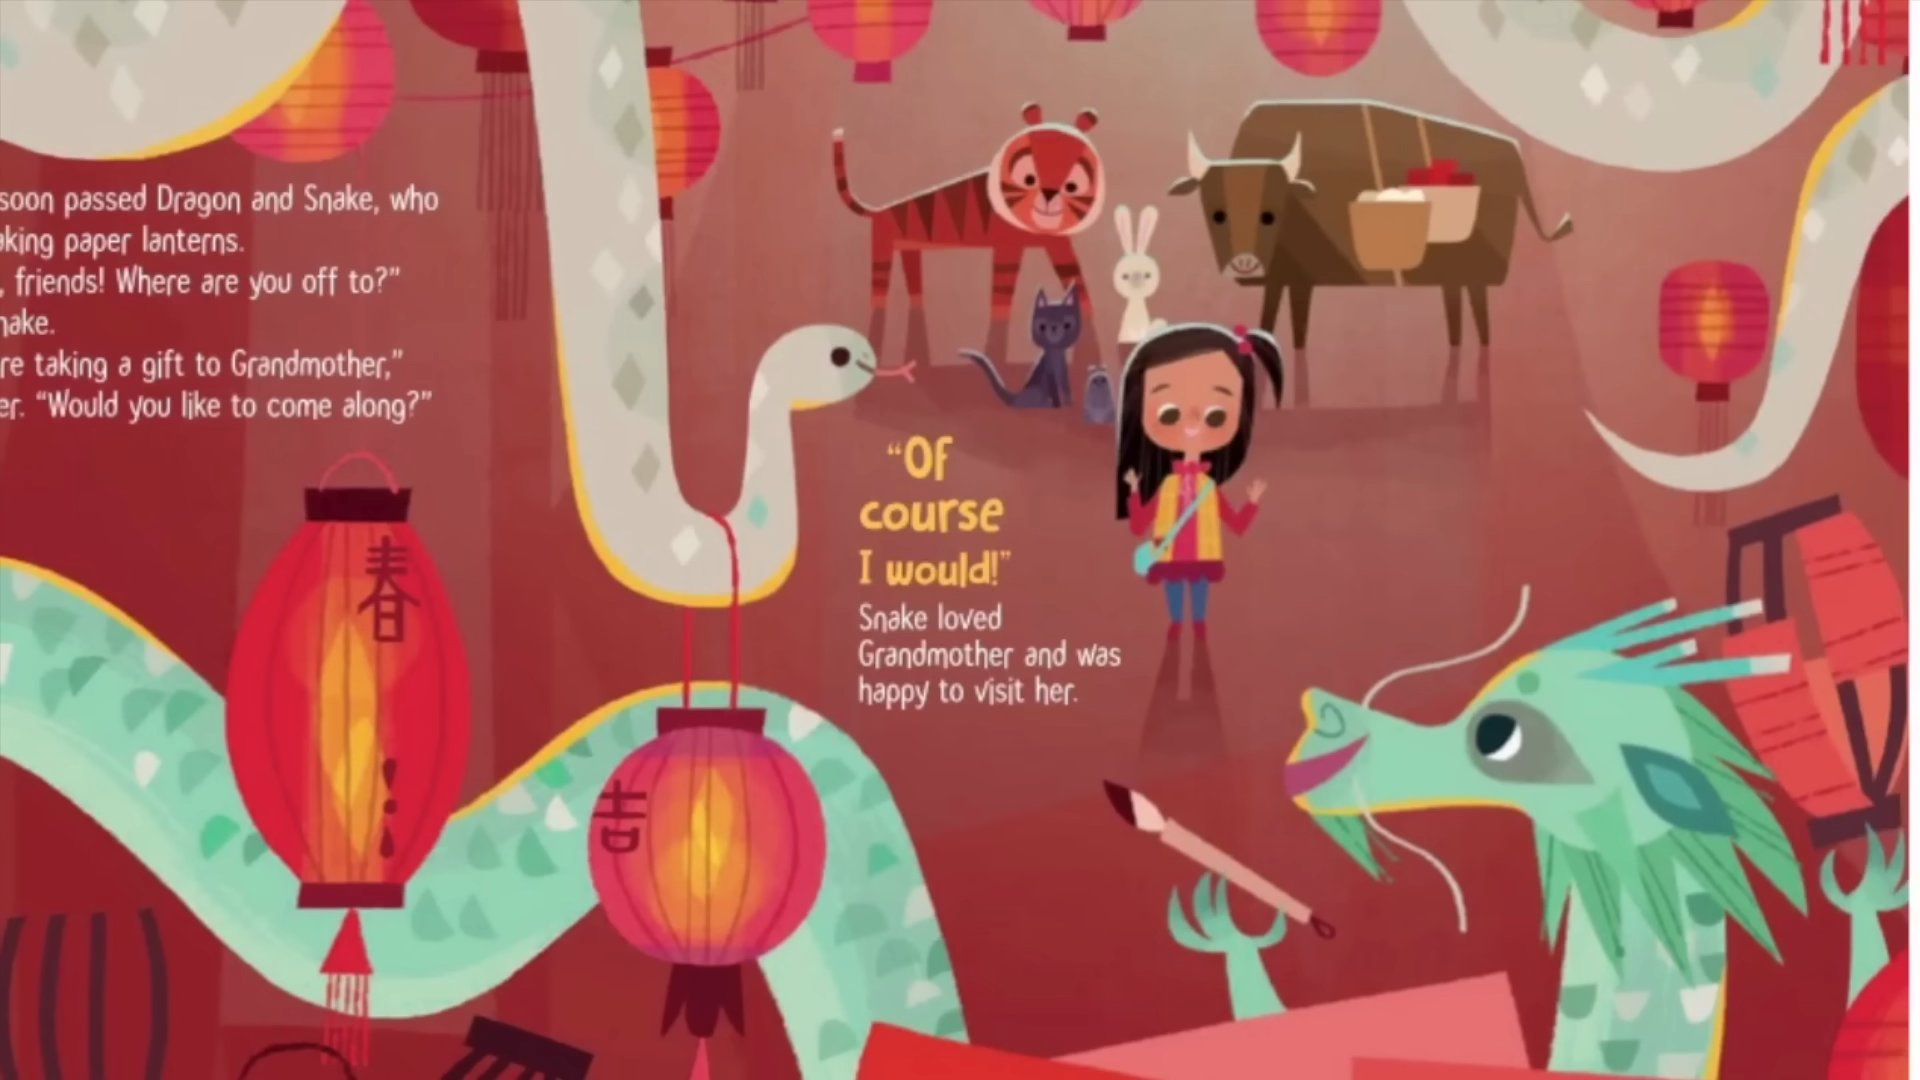 soon passed Dragon and Snake, who
aking paper lanterns.
, friends! Where are you off to?”
nake.
re taking a gift to Grandmother,”
er. “Would you like to come along?”
“Of
course
I would!”
Snake loved
Grandmother and was
happy to visit her.
春
吉